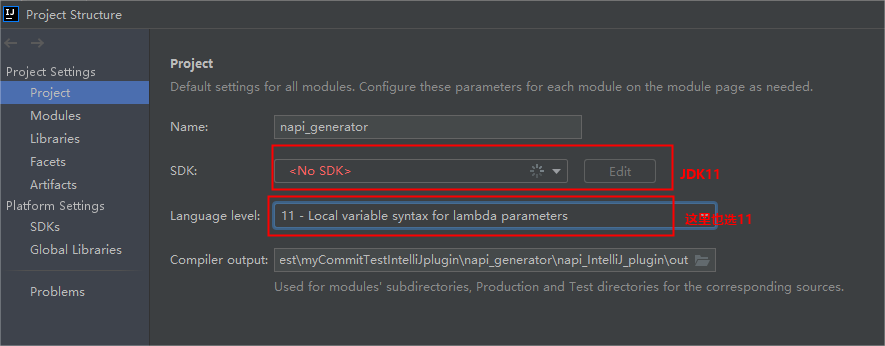 Project Structure
Project Settings
Project
Modules
Libraries
Facets
Artifacts
Platform Settings
SDKs
Global Libraries
Problems
Project
Default settings for all modules. Configure these parameters for each module on the module page as needed.
Name: napi_generator
SDK: <No SDK> Edit JDK11
Language level: 11 - Local variable syntax for lambda parameters 这里也选11
Compiler output: est\myCommitTestIntelliJplugin\napi_generator\napi_IntelliJ_plugin\out
Used for modules' subdirectories, Production and Test directories for the corresponding sources.